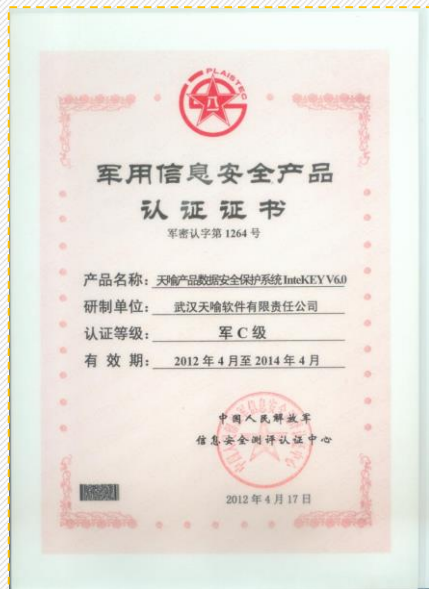 PLAISTEC
八一
军用信息安全产品
认证证书
军密认字第 1264 号
产品名称: 天喻产品数据安全保护系统 InteKEY V6.0
研制单位: 武汉天喻软件有限责任公司
认证等级: 军 C 级
有 效 期: 2012 年 4 月至 2014 年 4 月
中国人民解放军
信息安全测评认证中心
2012 年 4 月 17 日